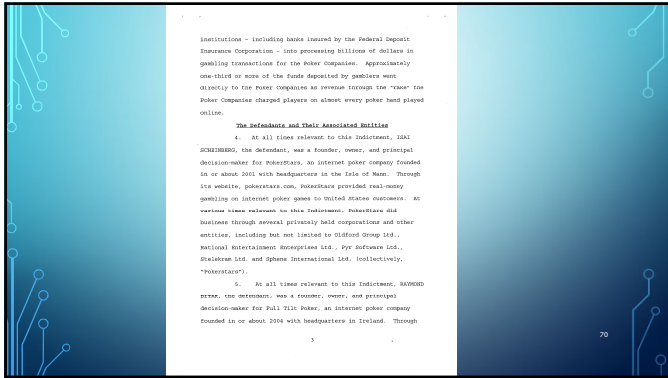 institutions - including banks insured by the Federal Deposit
Insurance Corporation - into processing billions of dollars in
gambling transactions for the Poker Companies. Approximately
one-third or more of the funds deposited by gamblers went
directly to the Poker Companies as revenue through the "rake" the
Poker Companies charged players on almost every poker hand played
online.
The Defendants and Their Associated Entities
4. At all times relevant to this Indictment, ISAI
SCHEINBERG, the defendant, was a founder, owner, and principal
decision-maker for PokerStars, an internet poker company founded
in or about 2001 with headquarters in the Isle of Mann. Through
its website, pokerstars.com, PokerStars provided real-money
gambling on internet poker games to United States customers. At
various times relevant to this Indictment, PokerStars did
business through several privately held corporations and other
entities, including but not limited to Oldford Group Ltd.,
Rational Entertainment Enterprises Ltd., Pyr Software Ltd.,
Stelekram Ltd. and Sphene International Ltd. (collectively,
"Pokerstars").
5. At all times relevant to this Indictment, RAYMOND
BITAR, the defendant, was a founder, owner, and principal
decision-maker for Full Tilt Poker, an internet poker company
founded in or about 2004 with headquarters in Ireland. Through
3
70